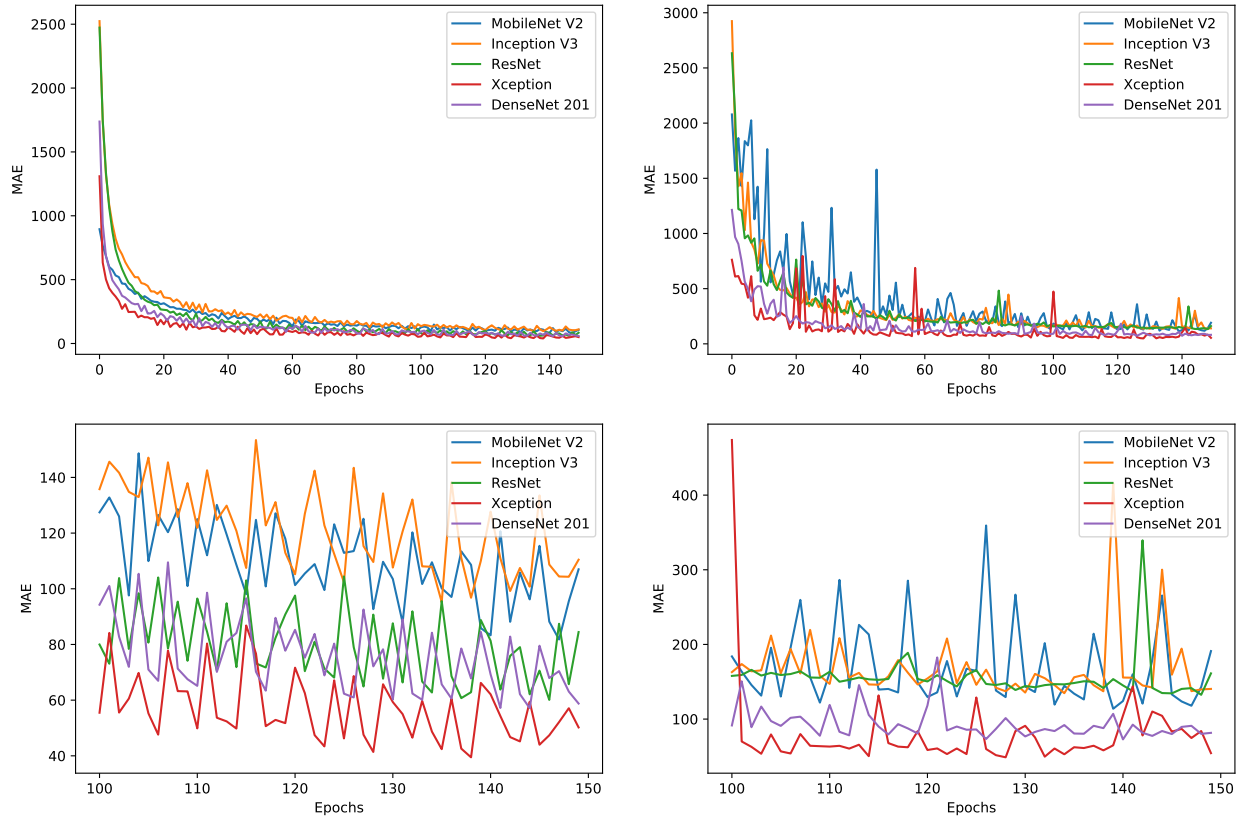 2500
2000
1500
1000
500
0
MAE
0 20 40 60 80 100 120 140
Epochs
MobileNet V2
Inception V3
ResNet
Xception
DenseNet 201
3000
2500
2000
1500
1000
500
0
MAE
0 20 40 60 80 100 120 140
Epochs
MobileNet V2
Inception V3
ResNet
Xception
DenseNet 201
140
120
100
80
60
40
MAE
100 110 120 130 140 150
Epochs
MobileNet V2
Inception V3
ResNet
Xception
DenseNet 201
400
300
200
100
MAE
100 110 120 130 140 150
Epochs
MobileNet V2
Inception V3
ResNet
Xception
DenseNet 201